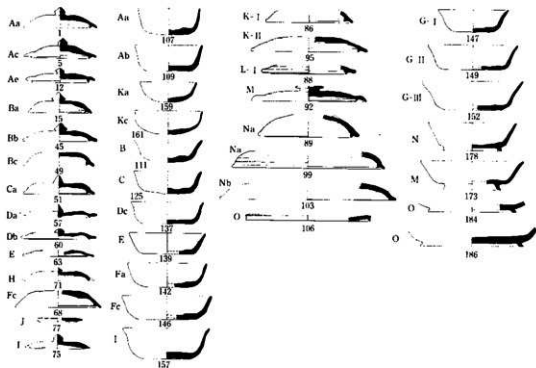 Aa
1
Ac
5
Ae
12
Ba
15
Bb
45
Bc
49
Ca
51
Da
57
Db
60
E
63
H
71
Fc
68
J
77
I
75
Aa
107
Ab
109
Ka
159
Kc
161
B
111
C
125
Dc
137
E
139
Fa
142
Fc
146
I
157
K-I
86
K-II
95
L-I
88
M
92
Na
89
Na
99
Nb
103
O
106
G-I
147
G-II
149
G-III
152
N
178
M
173
O
184
O
186